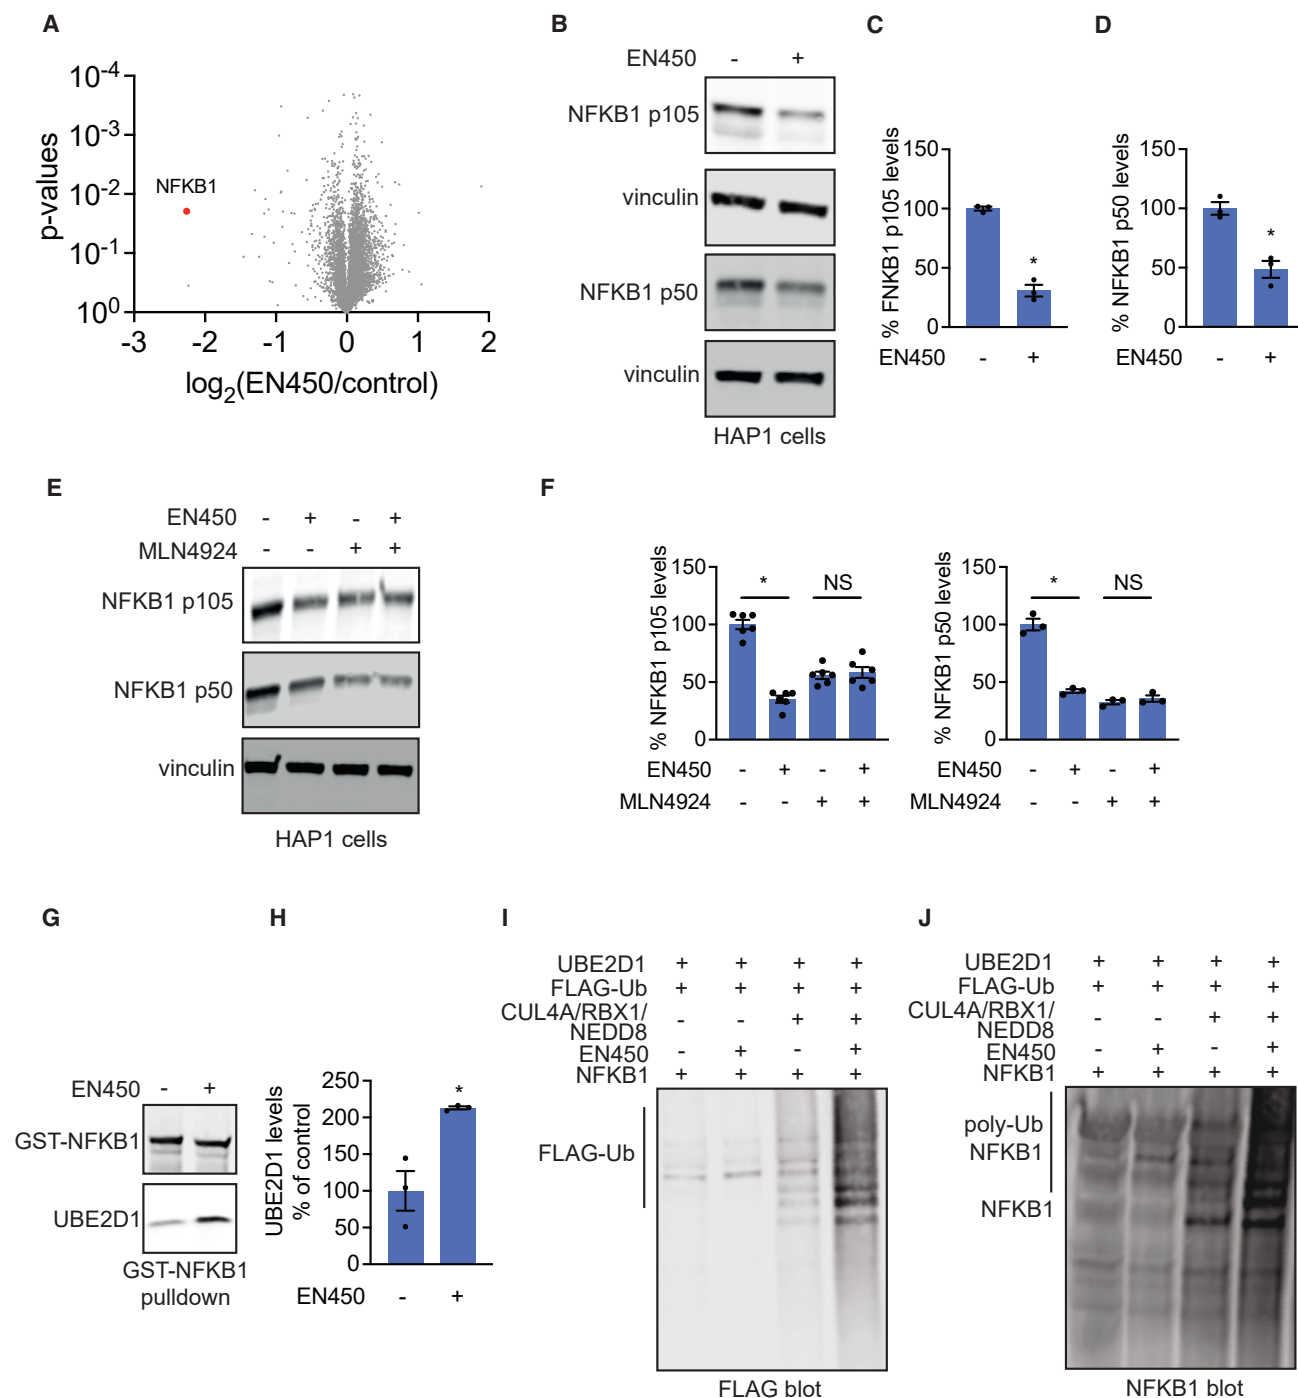 A
10-4
10-3
10-2
10-1
100
p-values
NFKB1
-3 -2 -1 0 1 2
log2(EN450/control)
B
EN450 - +
NFKB1 p105
vinculin
NFKB1 p50
vinculin
HAP1 cells
C
% FNKB1 p105 levels
150
100
50
0
*
EN450 - +
D
% NFKB1 p50 levels
150
100
50
0
*
EN450 - +
E
EN450 - + - +
MLN4924 - - + +
NFKB1 p105
NFKB1 p50
vinculin
HAP1 cells
F
% NFKB1 p105 levels
150
100
50
0
* NS
EN450 - + - +
MLN4924 - - + +
% NFKB1 p50 levels
150
100
50
0
* NS
EN450 - + - +
MLN4924 - - + +
G
EN450 - +
GST-NFKB1
UBE2D1
GST-NFKB1
pulldown
H
UBE2D1 levels
% of control
250
200
150
100
50
0
*
EN450 - +
I
UBE2D1 + + + +
FLAG-Ub + + + +
CUL4A/RBX1/
NEDD8 - - + +
EN450 - + - +
NFKB1 + + + +
FLAG-Ub
FLAG blot
J
UBE2D1 + + + +
FLAG-Ub + + + +
CUL4A/RBX1/
NEDD8 - - + +
EN450 - + - +
NFKB1 + + + +
poly-Ub
NFKB1
NFKB1
NFKB1 blot